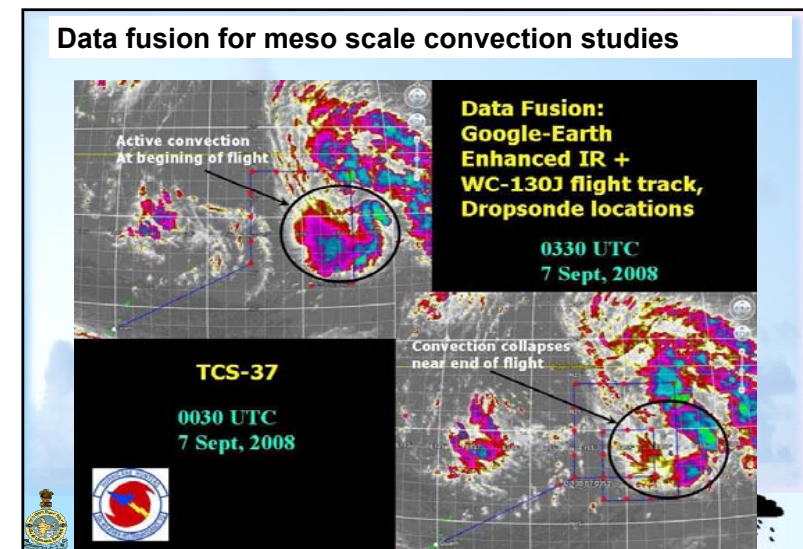 Data fusion for meso scale convection studies
Active convection
At begining of flight
Data Fusion:
Google-Earth
Enhanced IR +
WC-130J flight track,
Dropsonde locations
0330 UTC
7 Sept, 2008
Convection collapses
near end of flight
TCS-37
0030 UTC
7 Sept, 2008